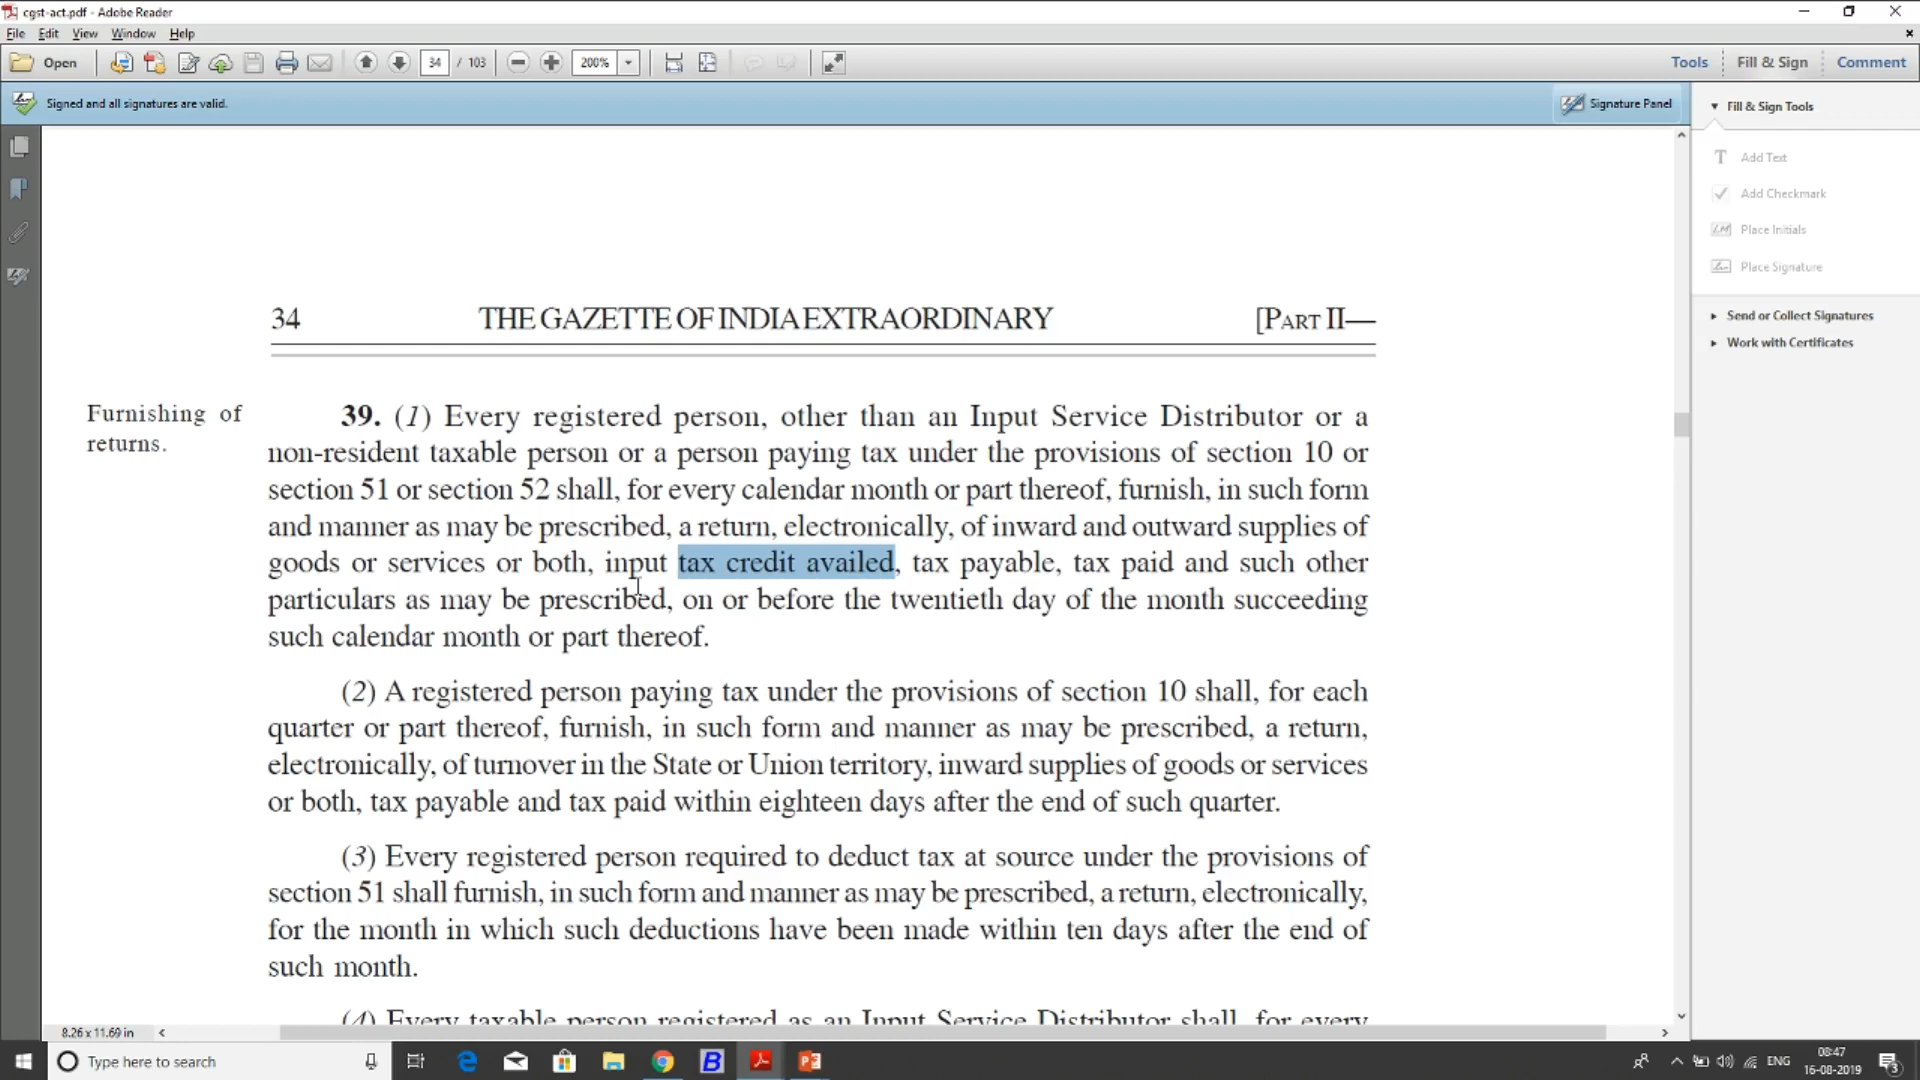 cgst-act.pdf - Adobe Reader
File Edit View Window Help
Open 34 / 103 200% Tools Fill & Sign Comment
Signed and all signatures are valid.
Signature Panel
Fill & Sign Tools
T Add Text
Add Checkmark
Place Initials
Place Signature
Send or Collect Signatures
Work with Certificates
34 THE GAZETTE OF INDIA EXTRAORDINARY [PART II—
Furnishing of
returns.
39. (1) Every registered person, other than an Input Service Distributor or a
non-resident taxable person or a person paying tax under the provisions of section 10 or
section 51 or section 52 shall, for every calendar month or part thereof, furnish, in such form
and manner as may be prescribed, a return, electronically, of inward and outward supplies of
goods or services or both, input tax credit availed, tax payable, tax paid and such other
particulars as may be prescribed, on or before the twentieth day of the month succeeding
such calendar month or part thereof.
(2) A registered person paying tax under the provisions of section 10 shall, for each
quarter or part thereof, furnish, in such form and manner as may be prescribed, a return,
electronically, of turnover in the State or Union territory, inward supplies of goods or services
or both, tax payable and tax paid within eighteen days after the end of such quarter.
(3) Every registered person required to deduct tax at source under the provisions of
section 51 shall furnish, in such form and manner as may be prescribed, a return, electronically,
for the month in which such deductions have been made within ten days after the end of
such month.
(4) Every taxable person registered as an Input Service Distributor shall, for every
8.26 x 11.69 in
Type here to search
B
ENG
08:47
16-08-2019
3